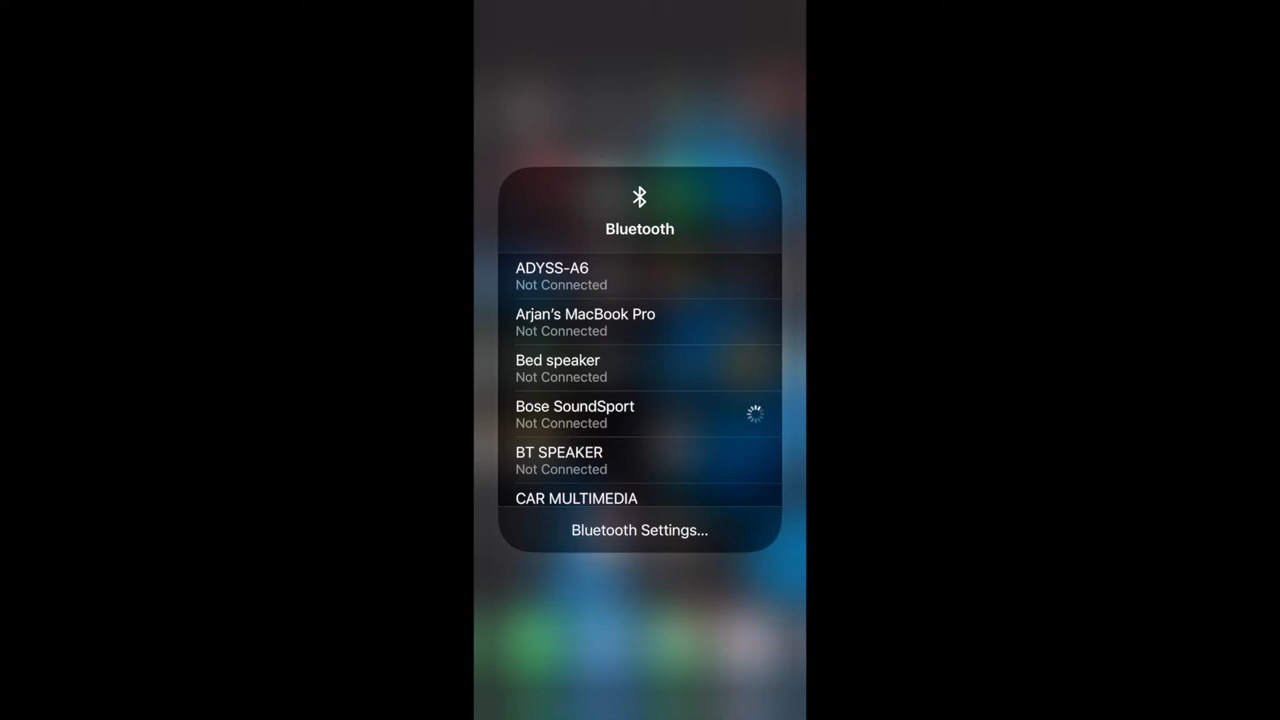 Bluetooth
ADYSS-A6
Not Connected
Arjan’s MacBook Pro
Not Connected
Bed speaker
Not Connected
Bose SoundSport
Not Connected
BT SPEAKER
Not Connected
CAR MULTIMEDIA
Bluetooth Settings...